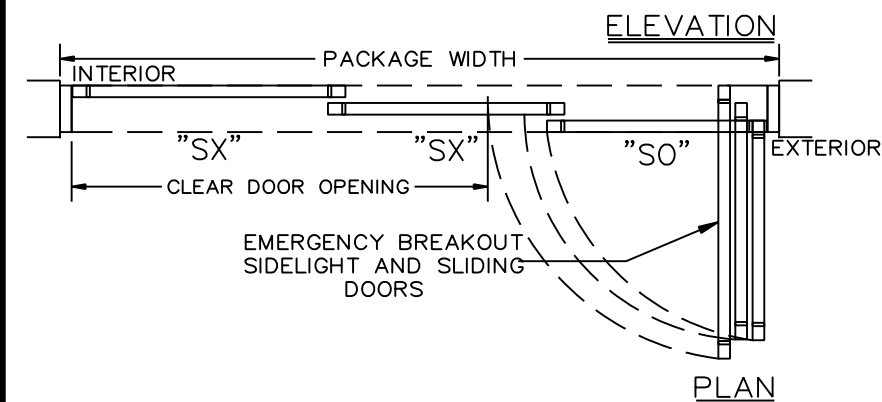 ELEVATION
PACKAGE WIDTH
INTERIOR
"SX"
"SX"
"SO"
EXTERIOR
CLEAR DOOR OPENING
EMERGENCY BREAKOUT
SIDELIGHT AND SLIDING
DOORS
PLAN